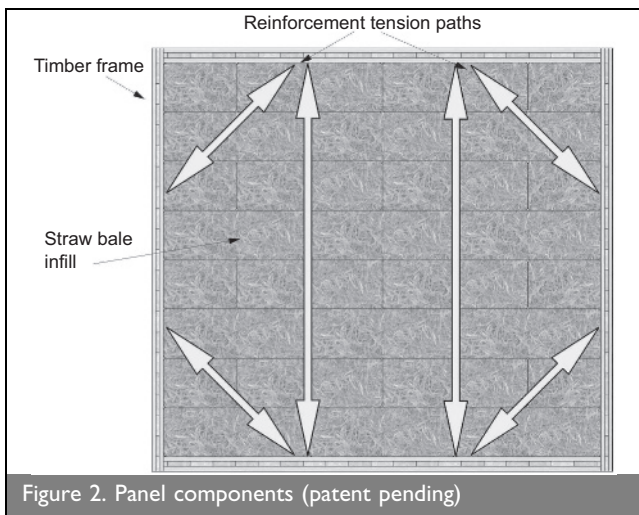 Reinforcement tension paths
Timber frame
Straw bale
infill
Figure 2. Panel components (patent pending)